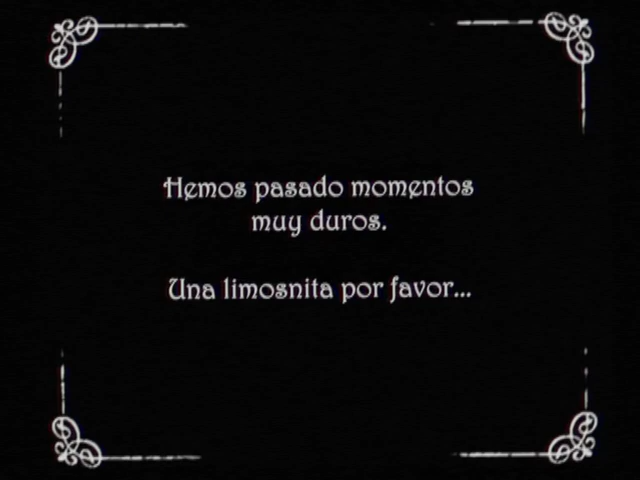 Hemos pasado momentos
muy duros.
Una limosnita por favor...